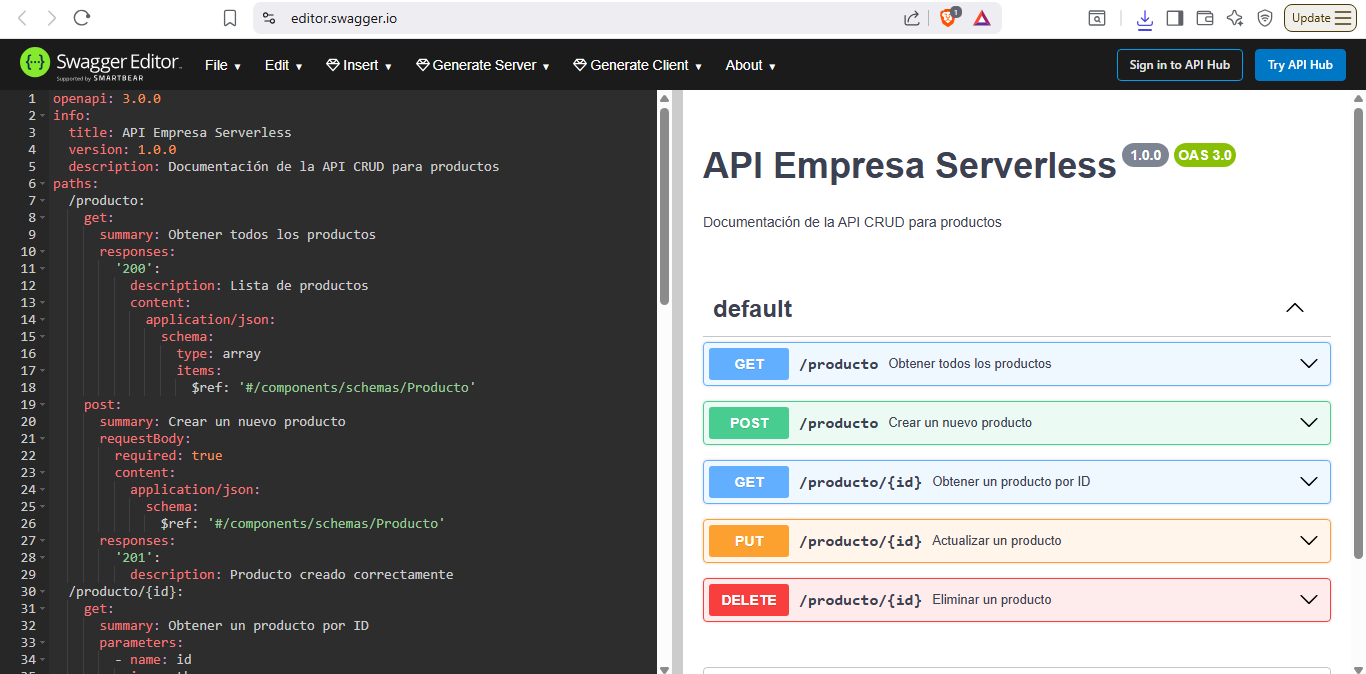 editor.swagger.io
1
Update
Swagger Editor
Supported by SMARTBEAR
File
Edit
Insert
Generate Server
Generate Client
About
Sign in to API Hub
Try API Hub
1 openapi: 3.0.0
2 info:
3 title: API Empresa Serverless
4 version: 1.0.0
5 description: Documentación de la API CRUD para productos
6 paths:
7 /producto:
8 get:
9 summary: Obtener todos los productos
10 responses:
11 '200':
12 description: Lista de productos
13 content:
14 application/json:
15 schema:
16 type: array
17 items:
18 $ref: '#/components/schemas/Producto'
19 post:
20 summary: Crear un nuevo producto
21 requestBody:
22 required: true
23 content:
24 application/json:
25 schema:
26 $ref: '#/components/schemas/Producto'
27 responses:
28 '201':
29 description: Producto creado correctamente
30 /producto/{id}:
31 get:
32 summary: Obtener un producto por ID
33 parameters:
34 - name: id
API Empresa Serverless 1.0.0 OAS 3.0
Documentación de la API CRUD para productos
default
GET /producto Obtener todos los productos
POST /producto Crear un nuevo producto
GET /producto/{id} Obtener un producto por ID
PUT /producto/{id} Actualizar un producto
DELETE /producto/{id} Eliminar un producto